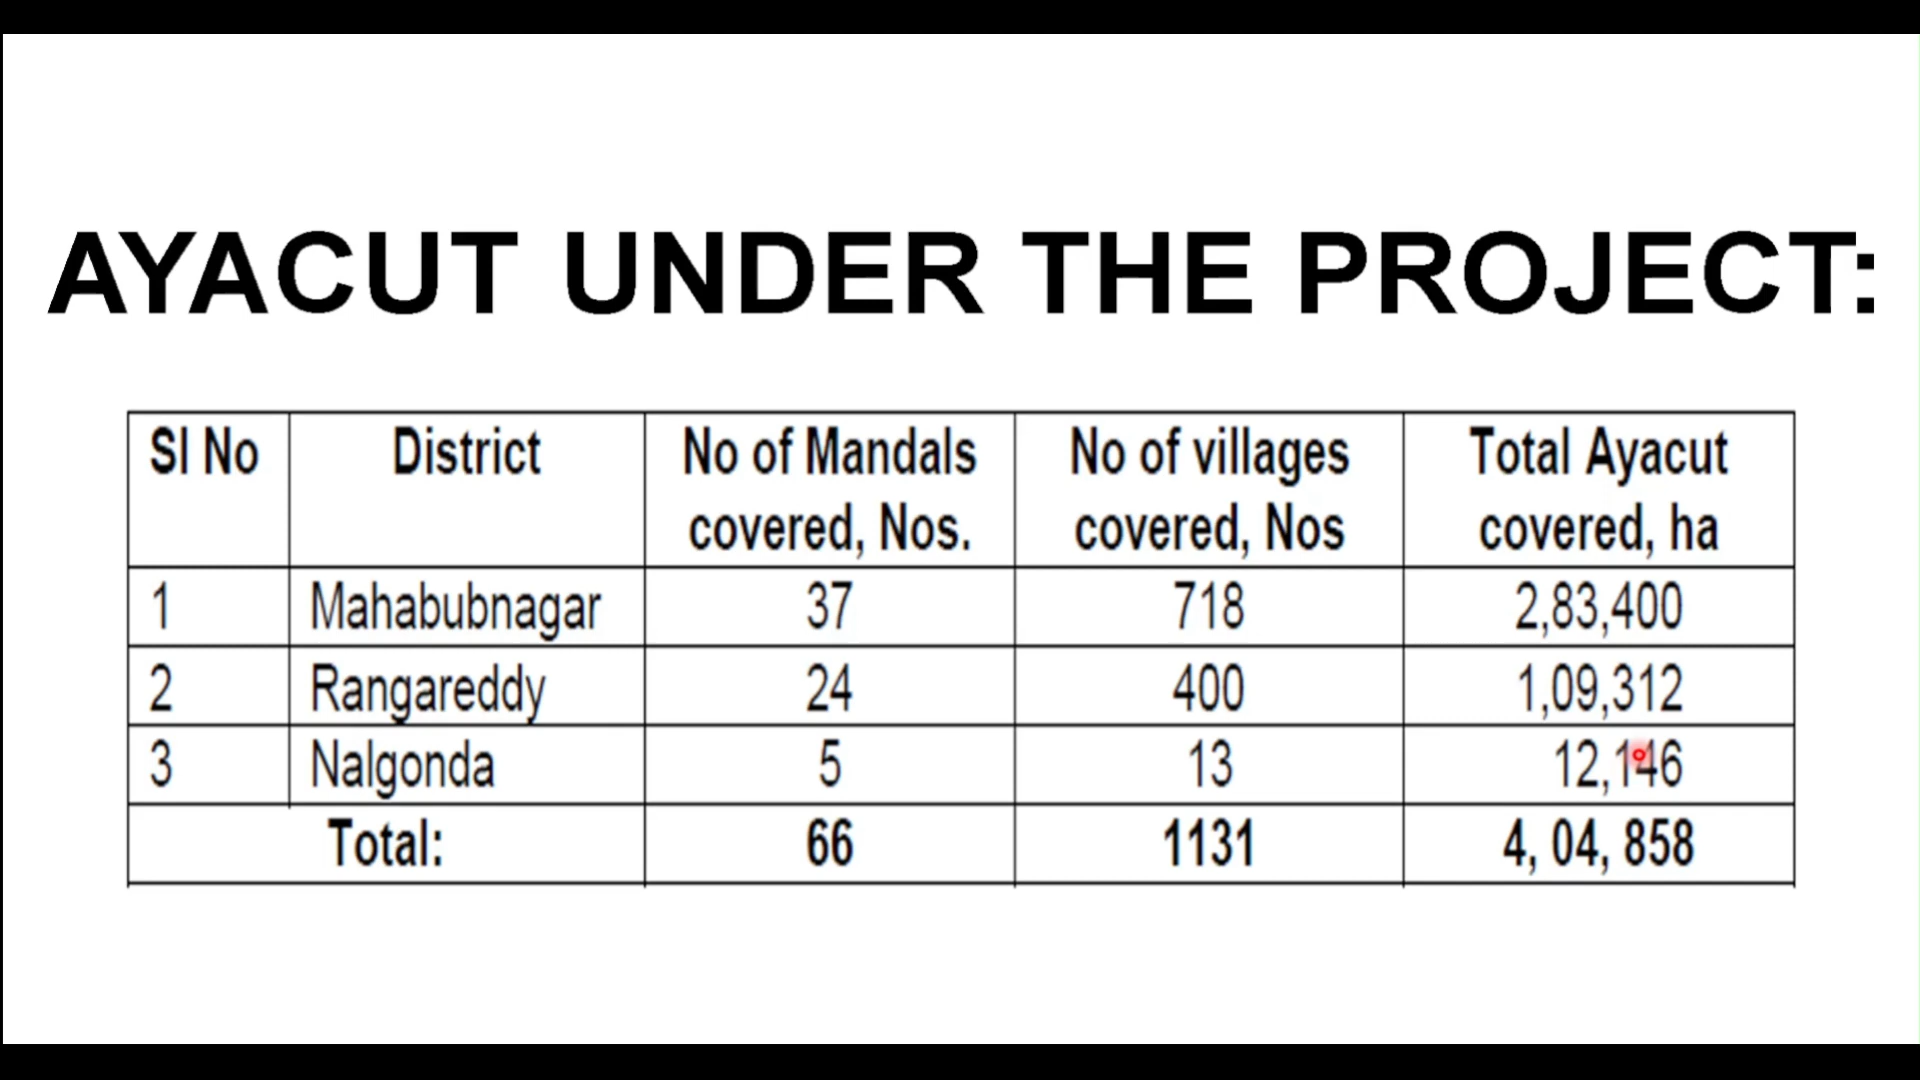 AYACUT UNDER THE PROJECT:
Sl No District No of Mandals covered, Nos. No of villages covered, Nos Total Ayacut covered, ha
1 Mahabubnagar 37 718 2,83,400
2 Rangareddy 24 400 1,09,312
3 Nalgonda 5 13 12,146
Total: 66 1131 4, 04, 858